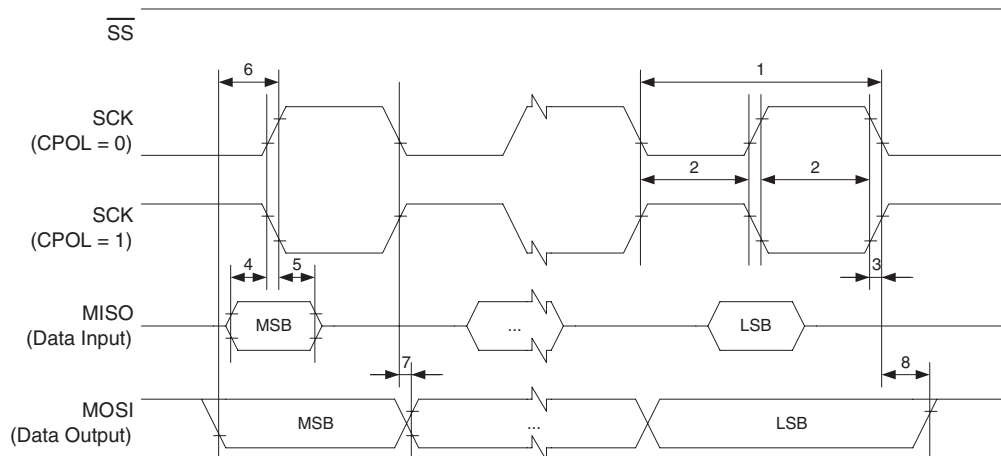 SS
6
1
SCK
(CPOL = 0)
2
2
SCK
(CPOL = 1)
4
5
3
MISO
(Data Input)
MSB
...
LSB
7
8
MOSI
(Data Output)
MSB
...
LSB